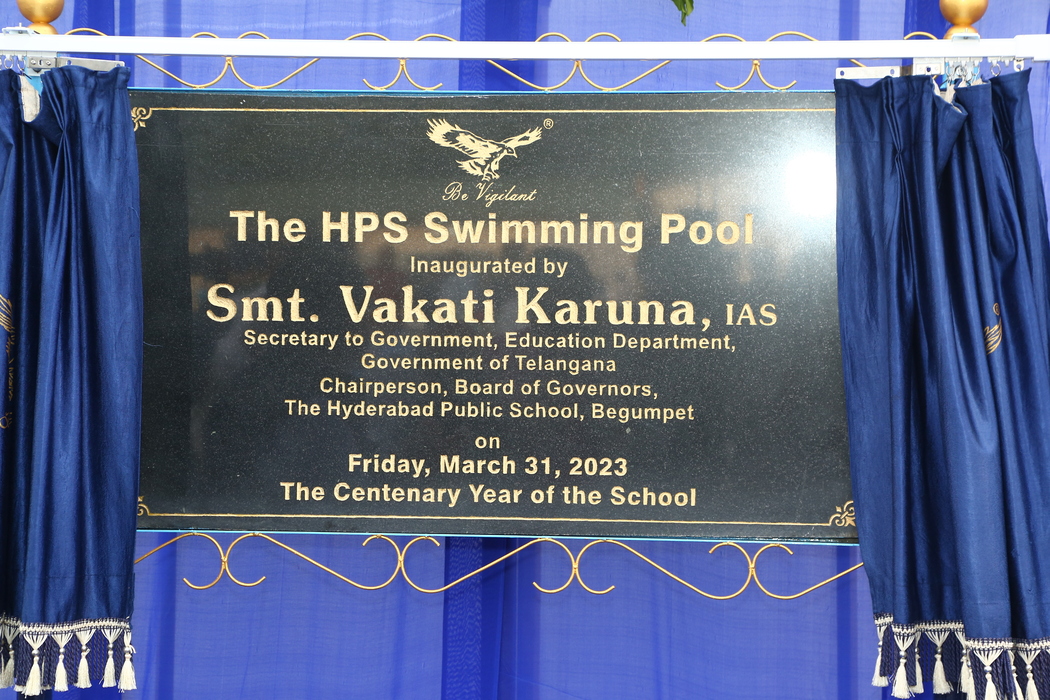 ®
Be Vigilant
The HPS Swimming Pool
Inaugurated by
Smt. Vakati Karuna, IAS
Secretary to Government, Education Department,
Government of Telangana
Chairperson, Board of Governors,
The Hyderabad Public School, Begumpet
on
Friday, March 31, 2023
The Centenary Year of the School